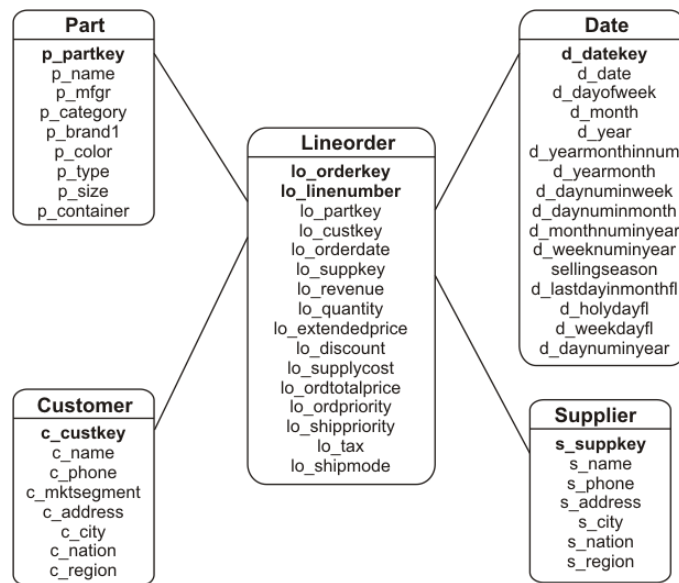 Part
p_partkey
p_name
p_mfgr
p_category
p_brand1
p_color
p_type
p_size
p_container
Date
d_datekey
d_date
d_dayofweek
d_month
d_year
d_yearmonthinnum
d_yearmonth
d_daynuminweek
d_daynuminmonth
d_monthnuminyear
d_weeknuminyear
sellingseason
d_lastdayinmonthfl
d_holydayfl
d_weekdayfl
d_daynuminyear
Lineorder
lo_orderkey
lo_linenumber
lo_partkey
lo_custkey
lo_orderdate
lo_suppkey
lo_revenue
lo_quantity
lo_extendedprice
lo_discount
lo_supplycost
lo_ordtotalprice
lo_ordpriority
lo_shippriority
lo_tax
lo_shipmode
Customer
c_custkey
c_name
c_phone
c_mktsegment
c_address
c_city
c_nation
c_region
Supplier
s_suppkey
s_name
s_phone
s_address
s_city
s_nation
s_region